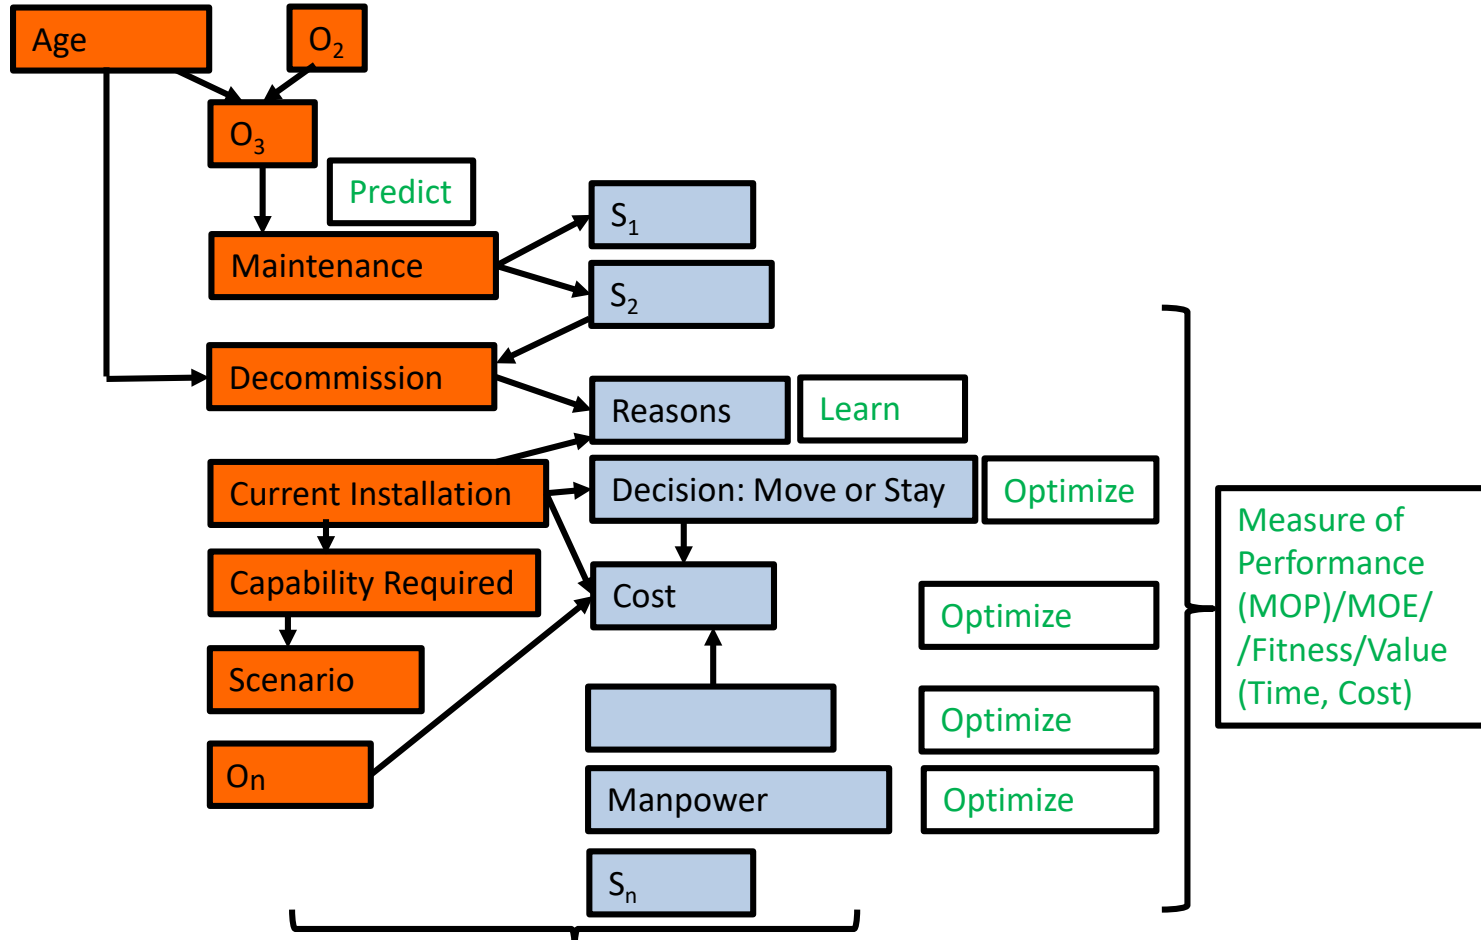 Age
O₂
O₃
Predict
Maintenance
S₁
S₂
Decommission
Reasons
Learn
Current Installation
Decision: Move or Stay
Optimize
Capability Required
Cost
Optimize
Scenario
Optimize
On
Manpower
Optimize
Sₙ
Measure of
Performance
(MOP)/MOE/
/Fitness/Value
(Time, Cost)